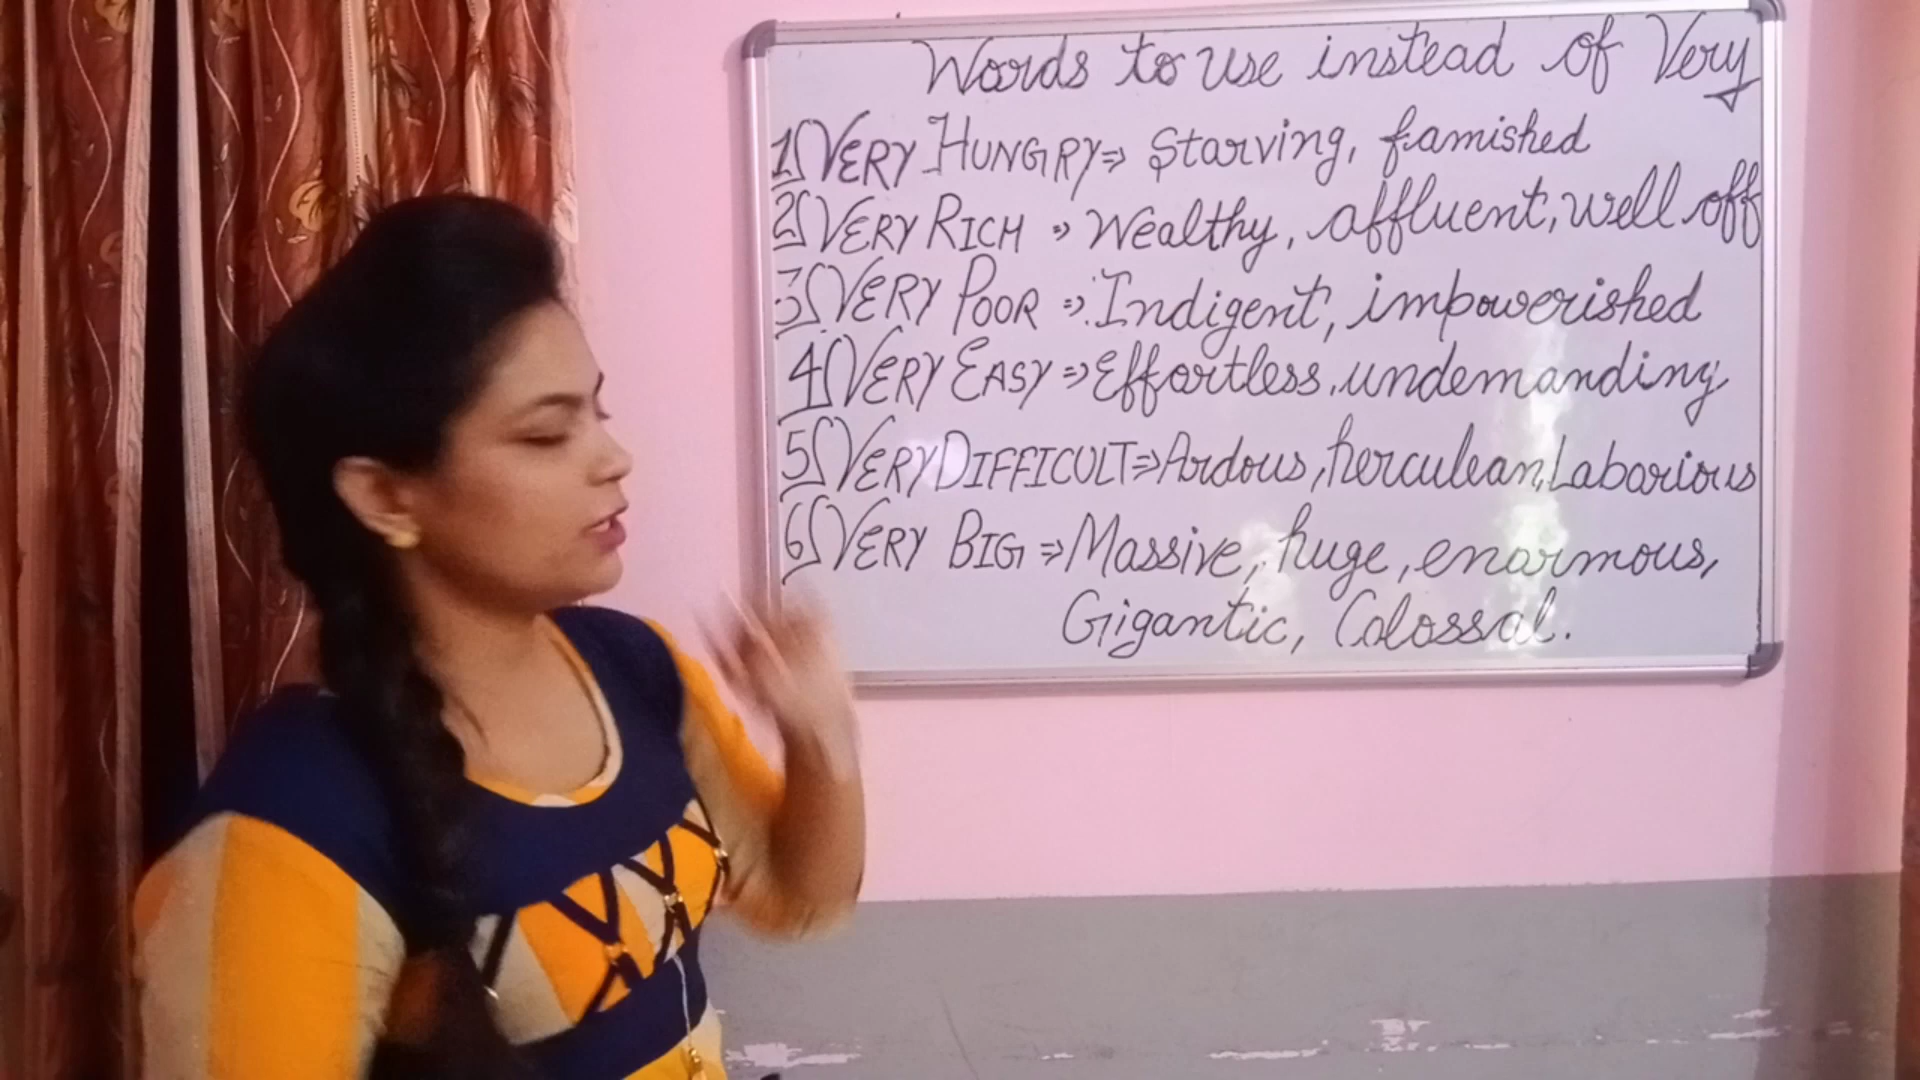 Words to use instead of Very
1) VERY HUNGRY => Starving, famished
2) VERY RICH => Wealthy, affluent, well off
3) VERY POOR => Indigent, impowerished
4) VERY EASY => Effortless, undemanding
5) VERY DIFFICULT => Ardous, herculean, Laborious
6) VERY BIG => Massive, huge, enormous,
Gigantic, Colossal.